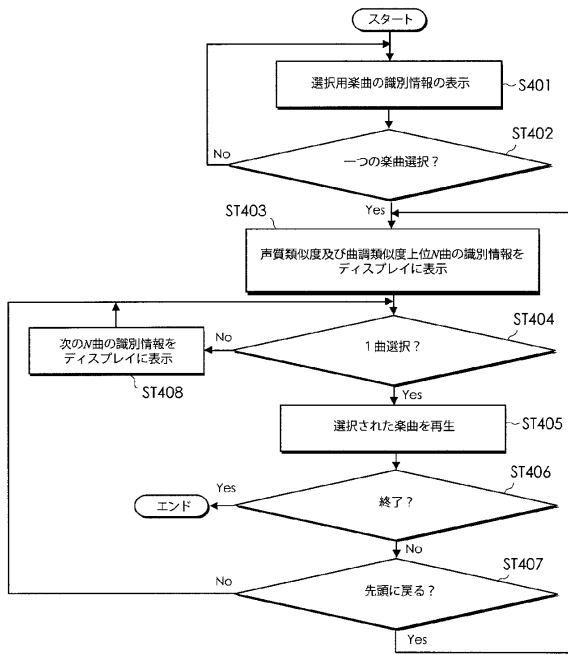 スタート
選択用楽曲の識別情報の表示
S401
ST402
一つの楽曲選択？
No
Yes
ST403
声質類似度及び曲調類似度上位N曲の識別情報を
ディスプレイに表示
ST404
1曲選択？
No
次のN曲の識別情報を
ディスプレイに表示
ST408
Yes
選択された楽曲を再生
ST405
ST406
終了？
Yes
エンド
No
ST407
先頭に戻る？
No
Yes